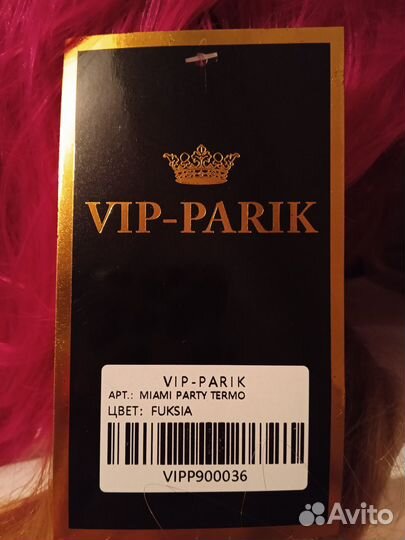 VIP-PARIK
VIP-PARIK
АРТ.: MIAMI PARTY TERMO
ЦВЕТ: FUKSIA
VIPP900036
Avito